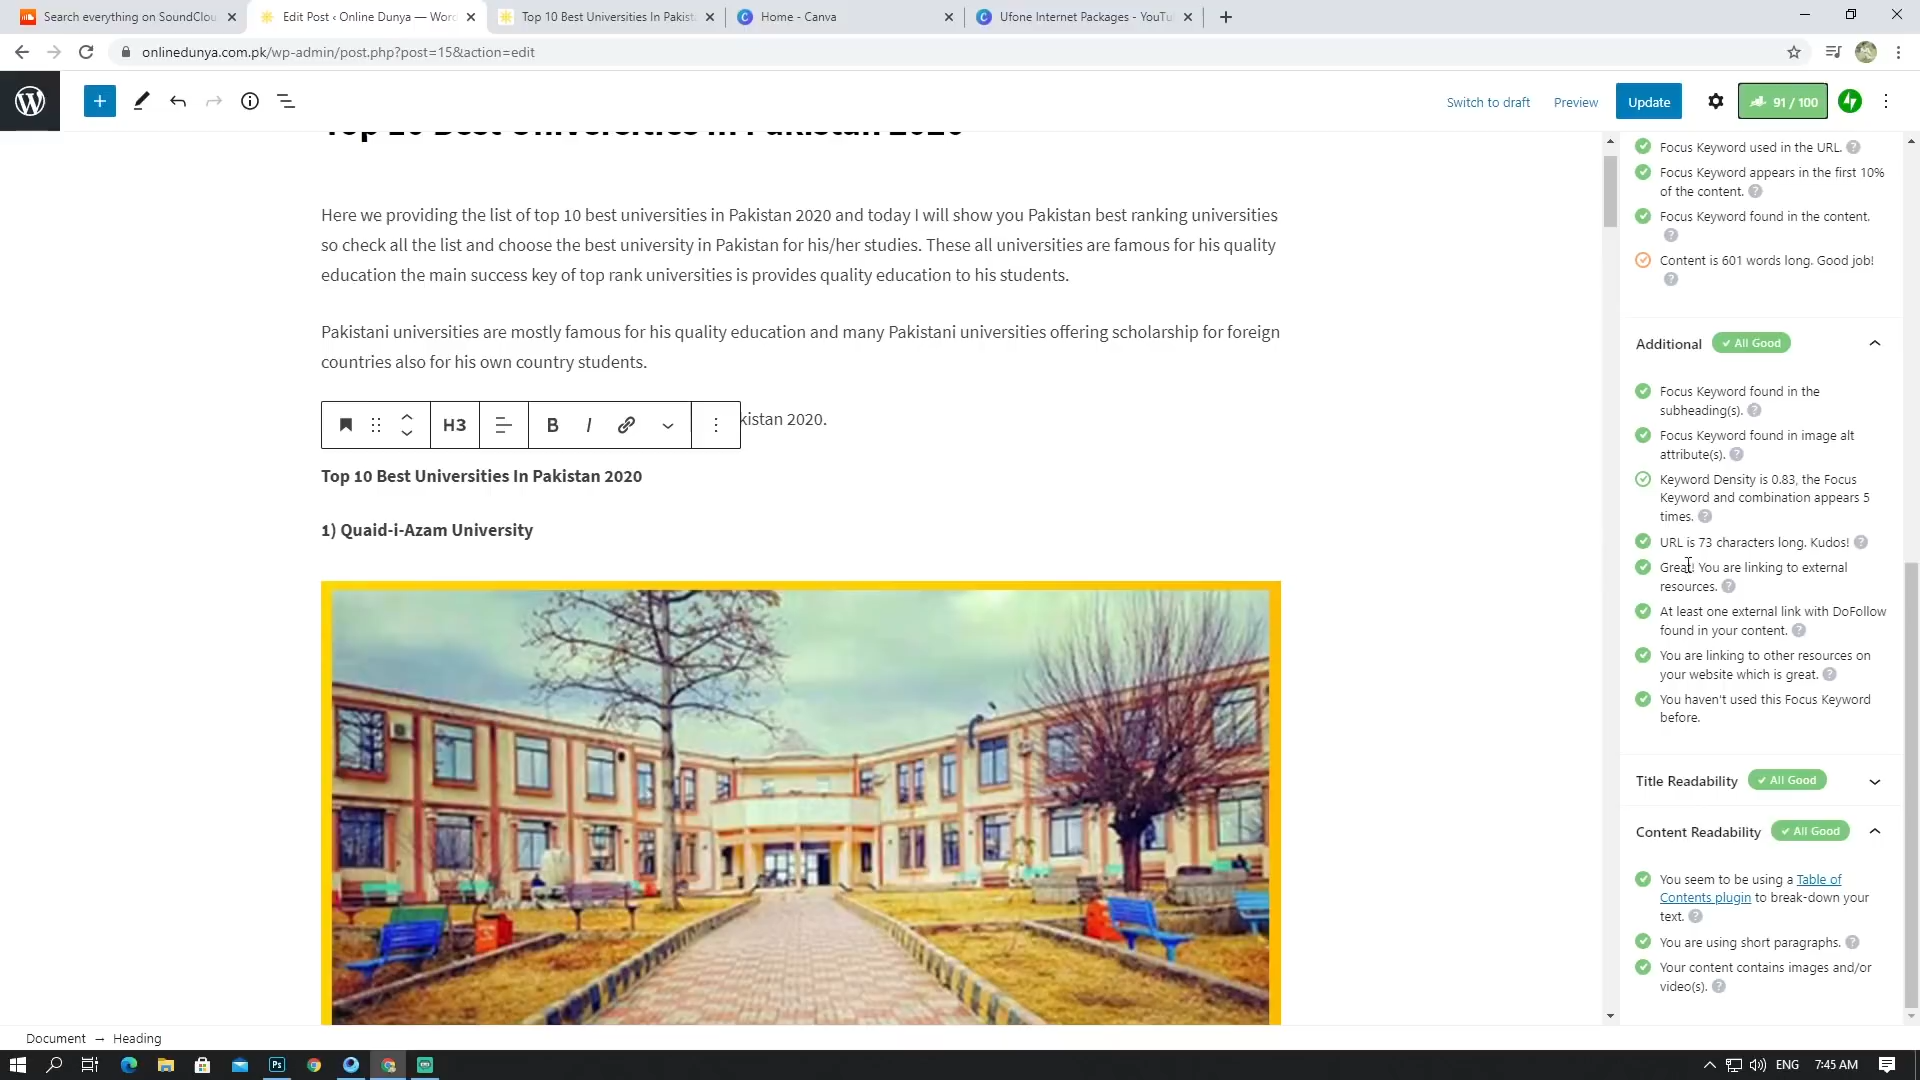 Search everything on SoundClou
Edit Post ‹ Online Dunya — Word
Top 10 Best Universities In Pakist
Home - Canva
Ufone Internet Packages - YouTu
onlinedunya.com.pk/wp-admin/post.php?post=15&action=edit
Switch to draft
Preview
Update
91 / 100
Here we providing the list of top 10 best universities in Pakistan 2020 and today I will show you Pakistan best ranking universities
so check all the list and choose the best university in Pakistan for his/her studies. These all universities are famous for his quality
education the main success key of top rank universities is provides quality education to his students.
Pakistani universities are mostly famous for his quality education and many Pakistani universities offering scholarship for foreign
countries also for his own country students.
H3
B
I
kistan 2020.
Top 10 Best Universities In Pakistan 2020
1) Quaid-i-Azam University
Focus Keyword used in the URL. ?
Focus Keyword appears in the first 10%
of the content. ?
Focus Keyword found in the content.
?
Content is 601 words long. Good job!
?
Additional
All Good
Focus Keyword found in the
subheading(s). ?
Focus Keyword found in image alt
attribute(s). ?
Keyword Density is 0.83, the Focus
Keyword and combination appears 5
times. ?
URL is 73 characters long. Kudos! ?
Great! You are linking to external
resources. ?
At least one external link with DoFollow
found in your content. ?
You are linking to other resources on
your website which is great. ?
You haven't used this Focus Keyword
before.
Title Readability
All Good
Content Readability
All Good
You seem to be using a Table of
Contents plugin to break-down your
text. ?
You are using short paragraphs. ?
Your content contains images and/or
video(s). ?
Document → Heading
Ps
ENG
7:45 AM